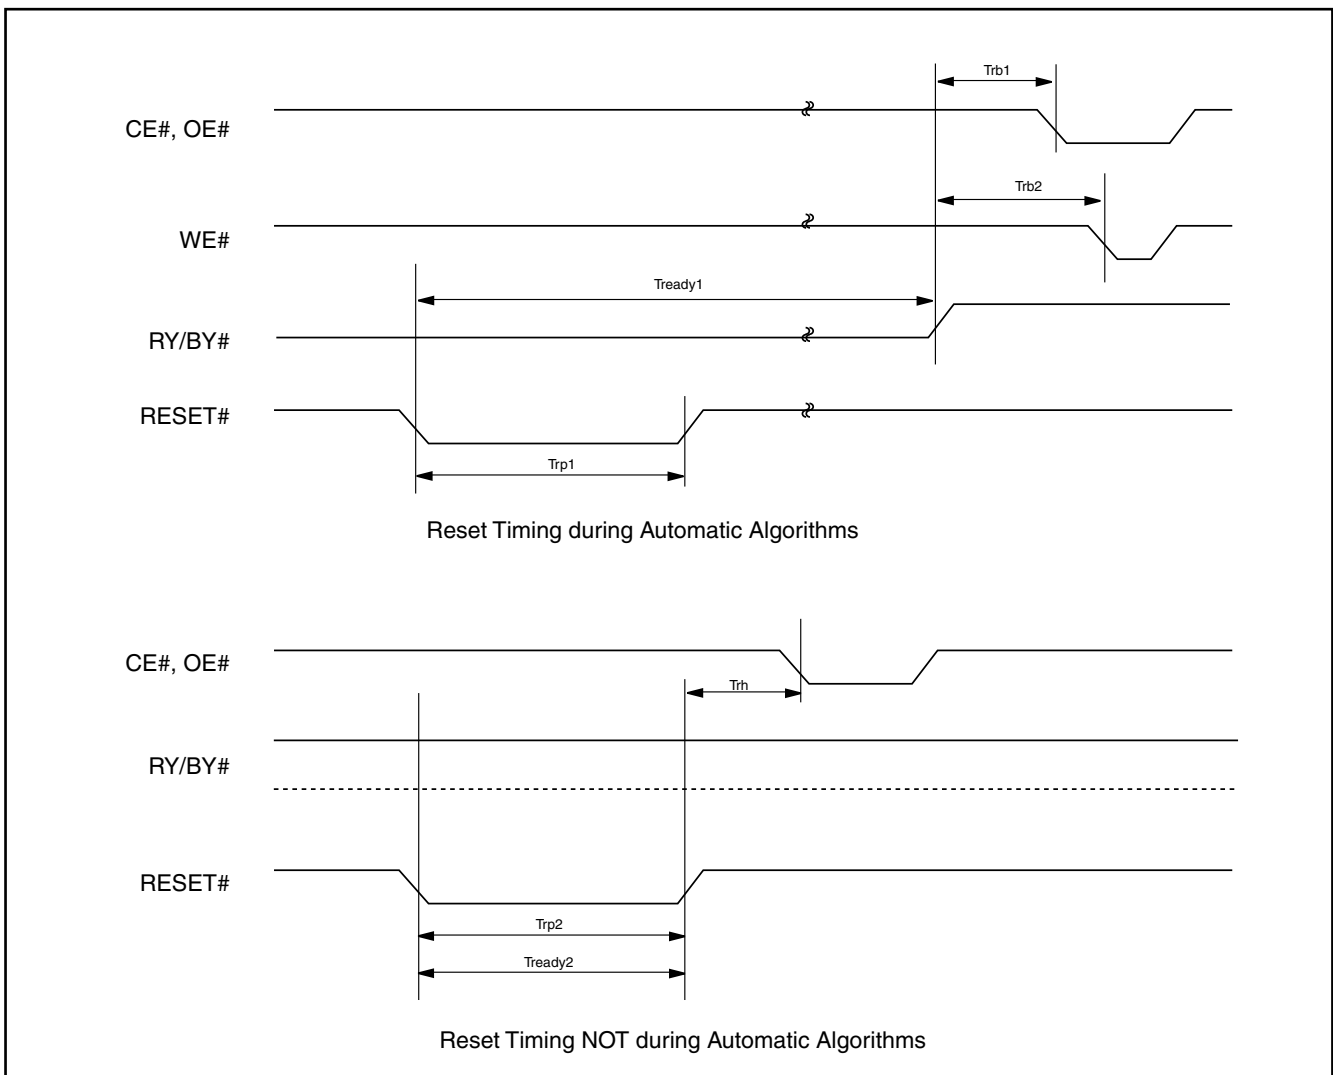 Trb1
CE#, OE#
Trb2
WE#
Tready1
RY/BY#
RESET#
Trp1
Reset Timing during Automatic Algorithms
CE#, OE#
Trh
RY/BY#
RESET#
Trp2
Tready2
Reset Timing NOT during Automatic Algorithms